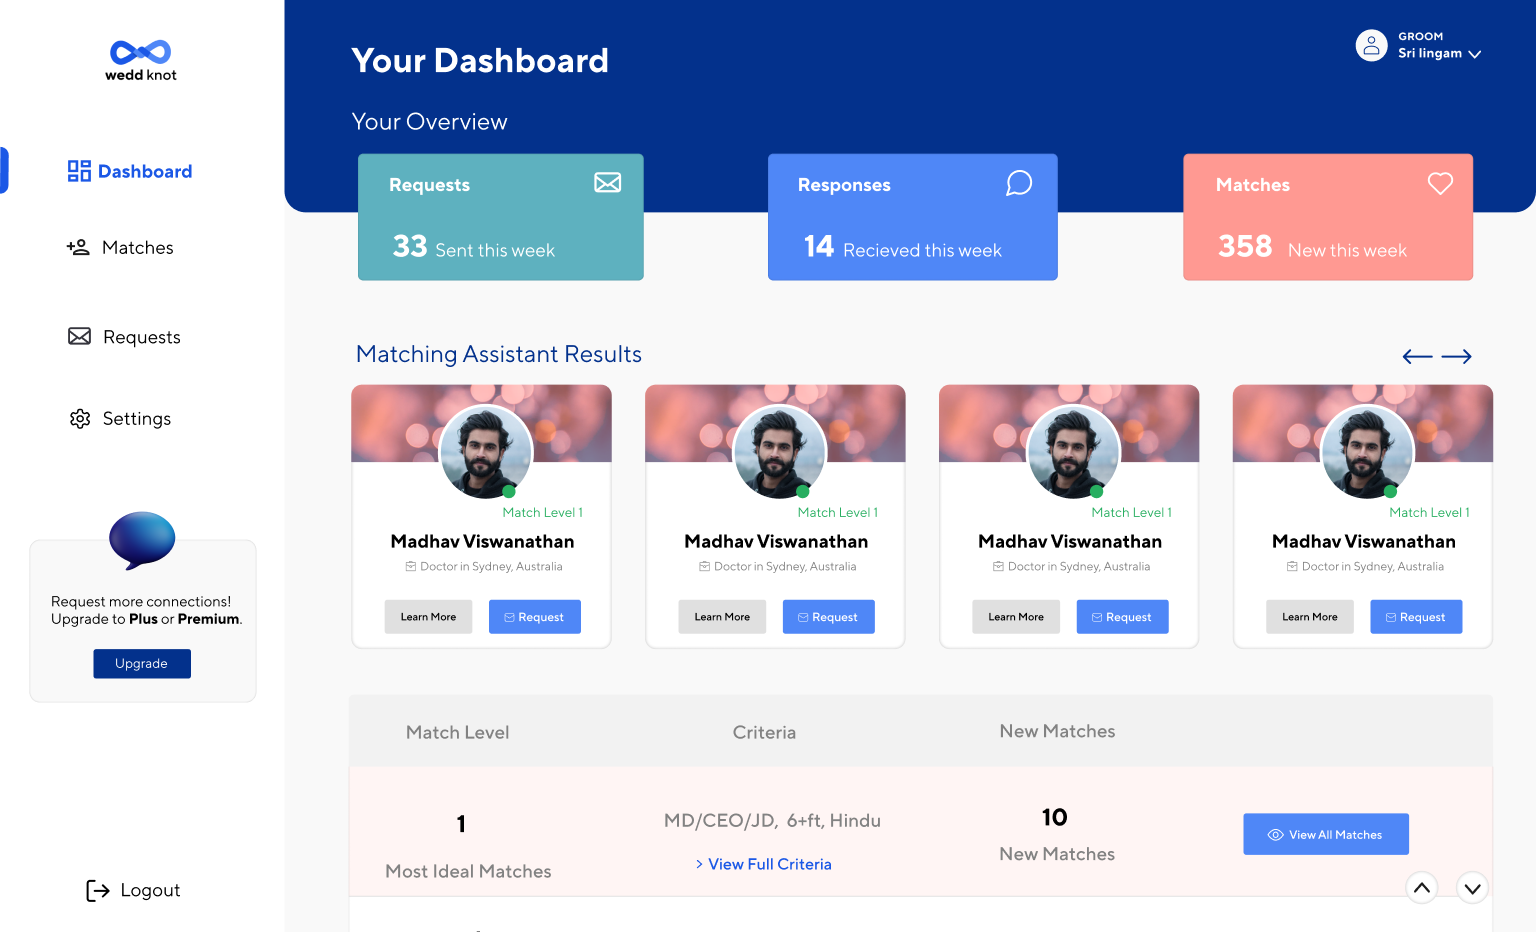 wedd knot
Dashboard
Matches
Requests
Settings
Request more connections!
Upgrade to Plus or Premium.
Upgrade
Logout
Your Dashboard
GROOM
Sri lingam
Your Overview
Requests
33 Sent this week
Responses
14 Recieved this week
Matches
358 New this week
Matching Assistant Results
Match Level 1
Madhav Viswanathan
Doctor in Sydney, Australia
Learn More
Request
Match Level 1
Madhav Viswanathan
Doctor in Sydney, Australia
Learn More
Request
Match Level 1
Madhav Viswanathan
Doctor in Sydney, Australia
Learn More
Request
Match Level 1
Madhav Viswanathan
Doctor in Sydney, Australia
Learn More
Request
Match Level
Criteria
New Matches
1
Most Ideal Matches
MD/CEO/JD, 6+ft, Hindu
> View Full Criteria
10
New Matches
View All Matches